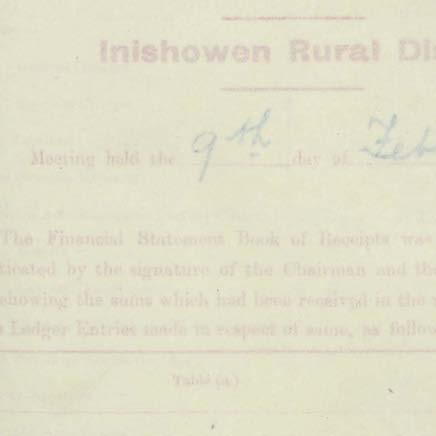 Inishowen Rural Dis
Meeting held the 9th day of Feb
The Financial Statement Book of Receipts was
ticated by the signature of the Chairman and the
showing the sums which had been received in the
Ledger Entries made in respect of same, as follow
Table (a)